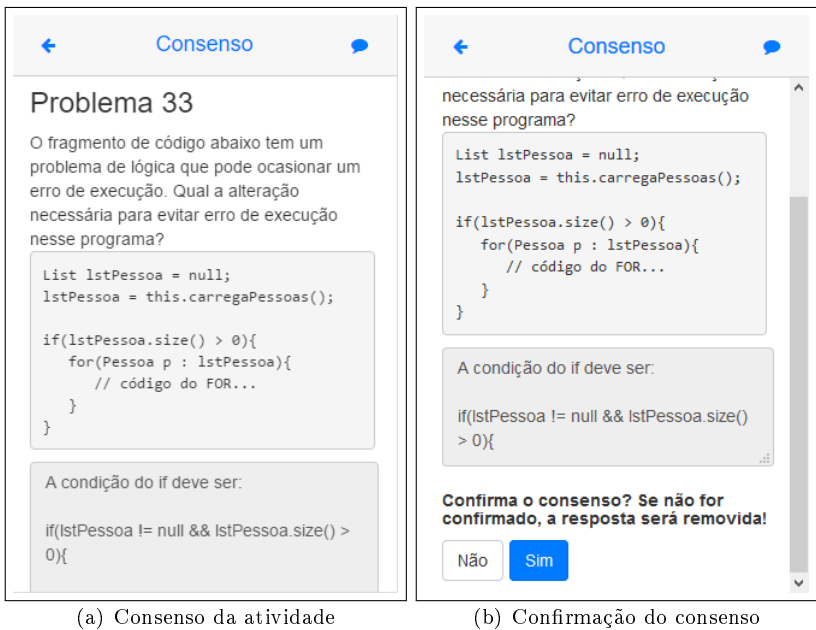 Consenso
Problema 33
O fragmento de código abaixo tem um
problema de lógica que pode ocasionar um
erro de execução. Qual a alteração
necessária para evitar erro de execução
nesse programa?
List lstPessoa = null;
lstPessoa = this.carregaPessoas();
if(lstPessoa.size() > 0){
for(Pessoa p : lstPessoa){
// código do FOR...
}
}
A condição do if deve ser:
if(lstPessoa != null && lstPessoa.size() >
0){
(a) Consenso da atividade
Consenso
necessária para evitar erro de execução
nesse programa?
List lstPessoa = null;
lstPessoa = this.carregaPessoas();
if(lstPessoa.size() > 0){
for(Pessoa p : lstPessoa){
// código do FOR...
}
}
A condição do if deve ser:
if(lstPessoa != null && lstPessoa.size()
> 0){
Confirma o consenso? Se não for
confirmado, a resposta será removida!
Não Sim
(b) Confirmação do consenso